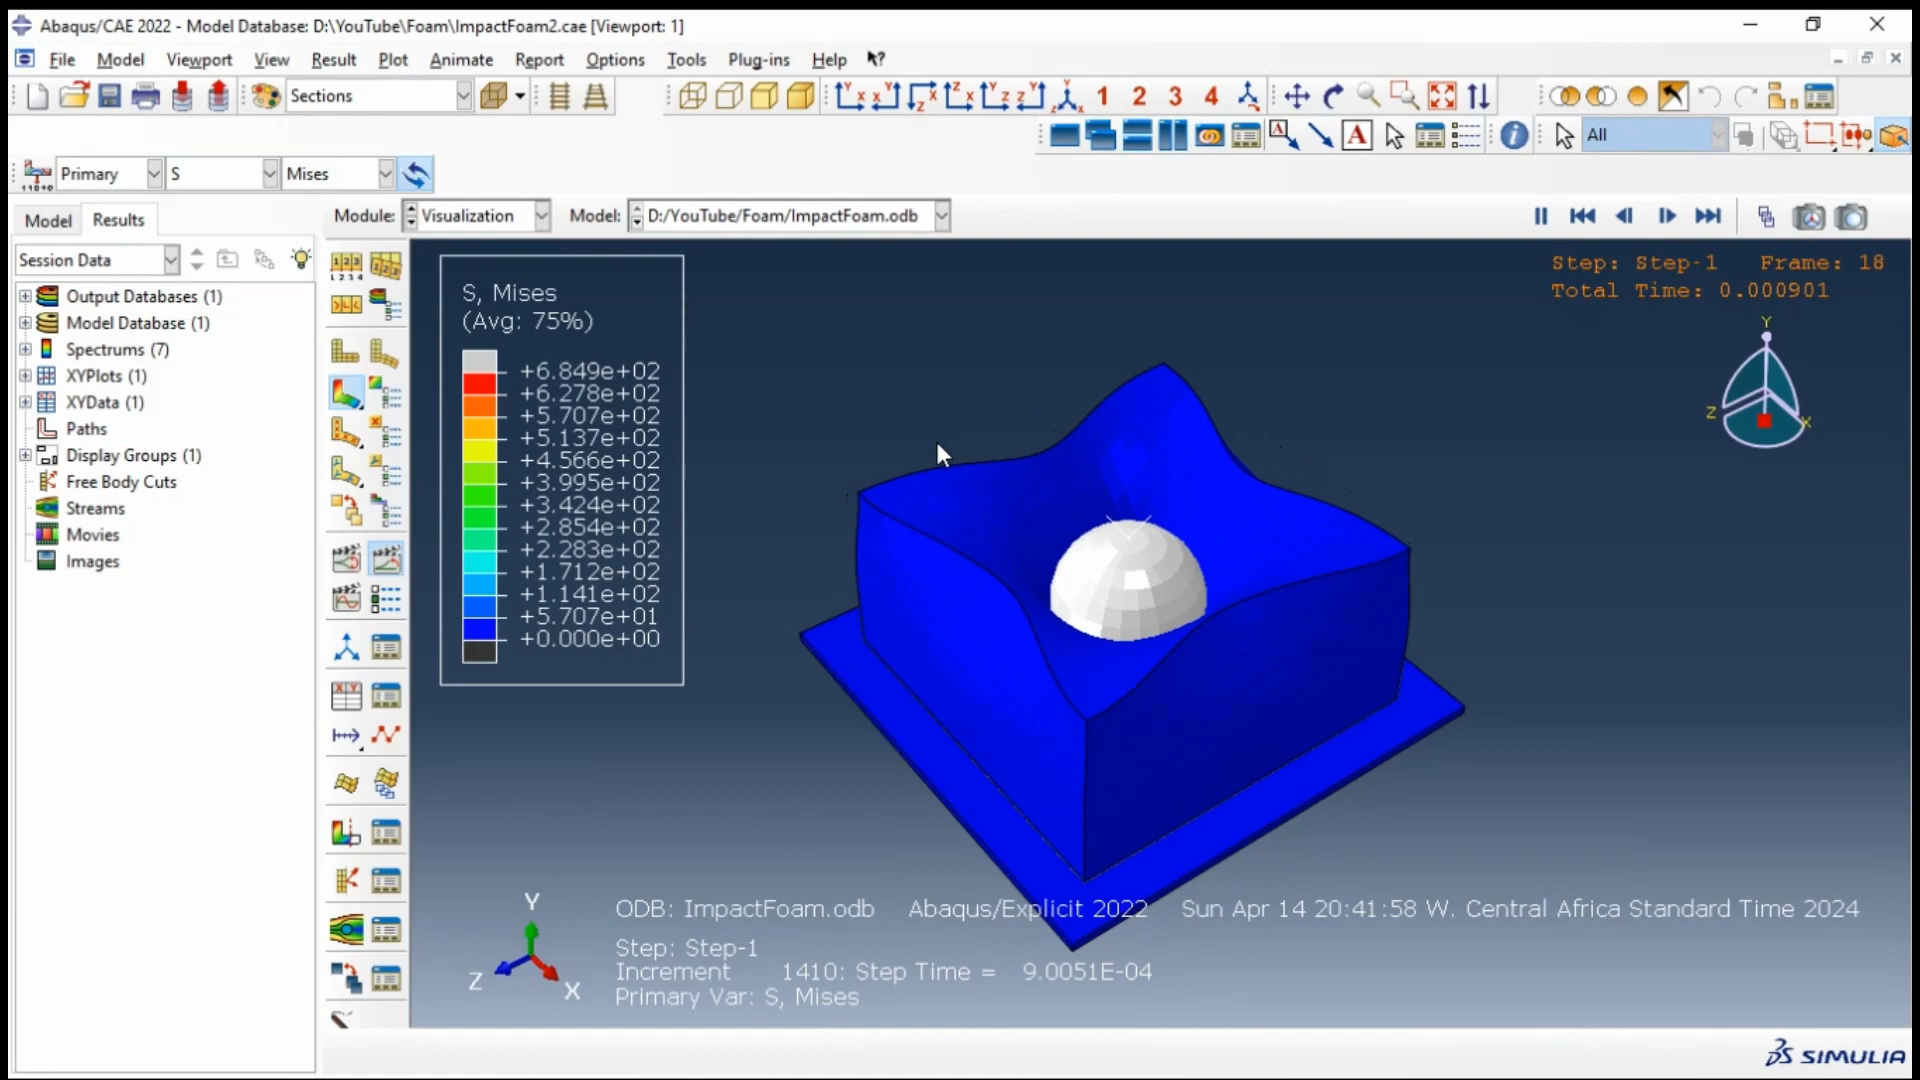 Abaqus/CAE 2022 - Model Database: D:\YouTube\Foam\ImpactFoam2.cae [Viewport: 1]
File Model Viewport View Result Plot Animate Report Options Tools Plug-ins Help
Sections
1 2 3 4
All
Primary S Mises
Model Results
Module: Visualization Model: D:/YouTube/Foam/ImpactFoam.odb
Session Data
Output Databases (1)
Model Database (1)
Spectrums (7)
XYPlots (1)
XYData (1)
Paths
Display Groups (1)
Free Body Cuts
Streams
Movies
Images
S, Mises
(Avg: 75%)
+6.849e+02
+6.278e+02
+5.707e+02
+5.137e+02
+4.566e+02
+3.995e+02
+3.424e+02
+2.854e+02
+2.283e+02
+1.712e+02
+1.141e+02
+5.707e+01
+0.000e+00
Step: Step-1 Frame: 18
Total Time: 0.000901
Y
Z
X
Y
Z
X
ODB: ImpactFoam.odb Abaqus/Explicit 2022 Sun Apr 14 20:41:58 W. Central Africa Standard Time 2024
Step: Step-1
Increment 1410: Step Time = 9.0051E-04
Primary Var: S, Mises
SIMULIA